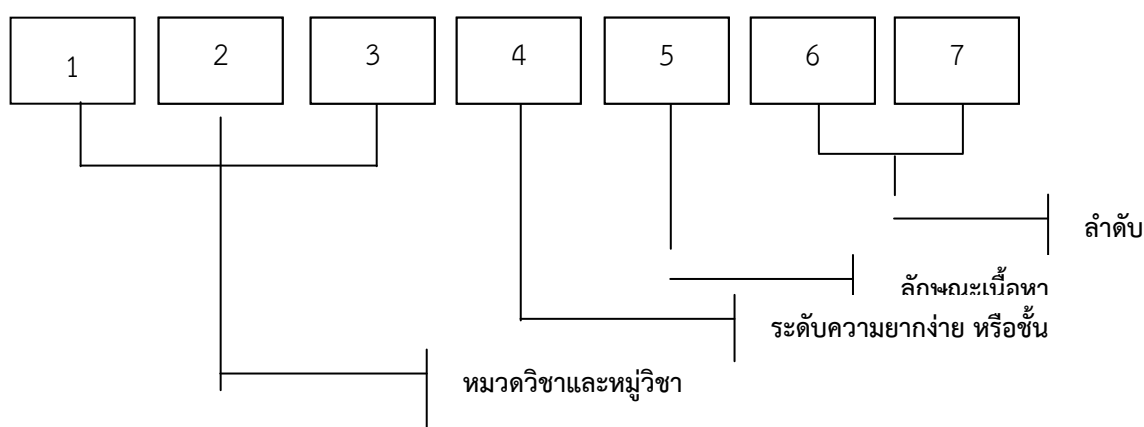 1 2 3 4 5 6 7
ลำดับ
ลักษณะเนื้อหา
ระดับความยากง่าย หรือชั้น
หมวดวิชาและหมู่วิชา